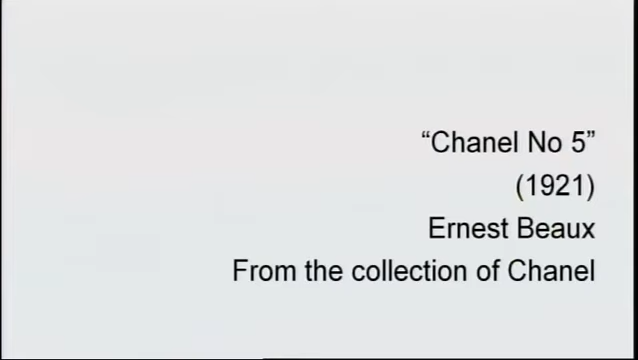 “Chanel No 5”
(1921)
Ernest Beaux
From the collection of Chanel